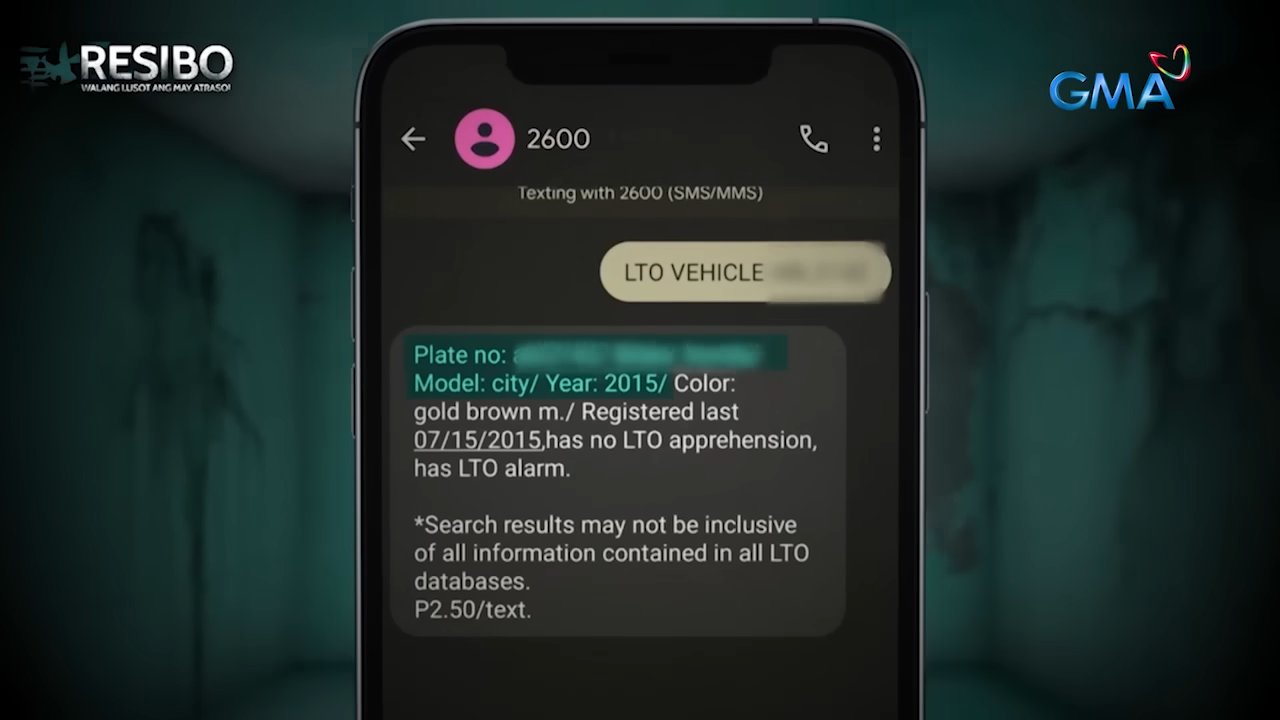 RESIBO
WALANG LUSOT ANG MAY ATRASO!
GMA
2600
Texting with 2600 (SMS/MMS)
LTO VEHICLE
Plate no:
Model: city/ Year: 2015/ Color:
gold brown m./ Registered last
07/15/2015,has no LTO apprehension,
has LTO alarm.
*Search results may not be inclusive
of all information contained in all LTO
databases.
P2.50/text.